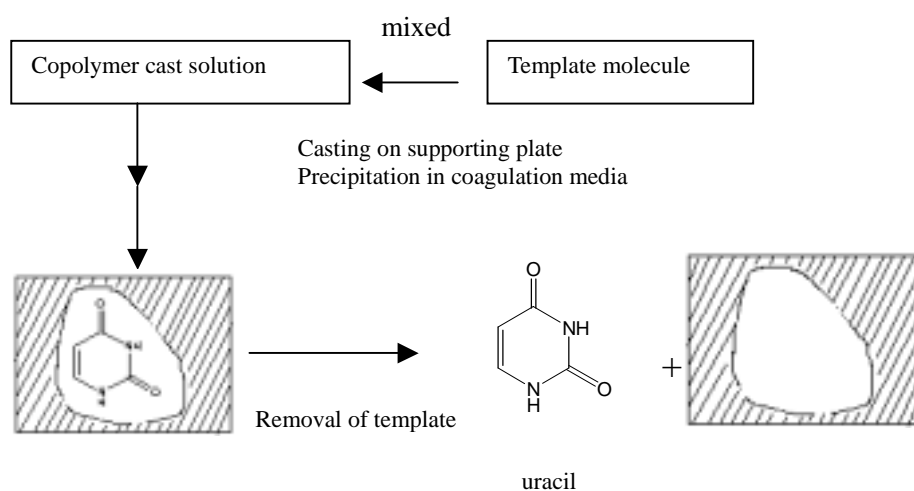 mixed
Copolymer cast solution
Template molecule
Casting on supporting plate
Precipitation in coagulation media
O
NH
N
H
O
O
NH
N
H
O
+
Removal of template
uracil